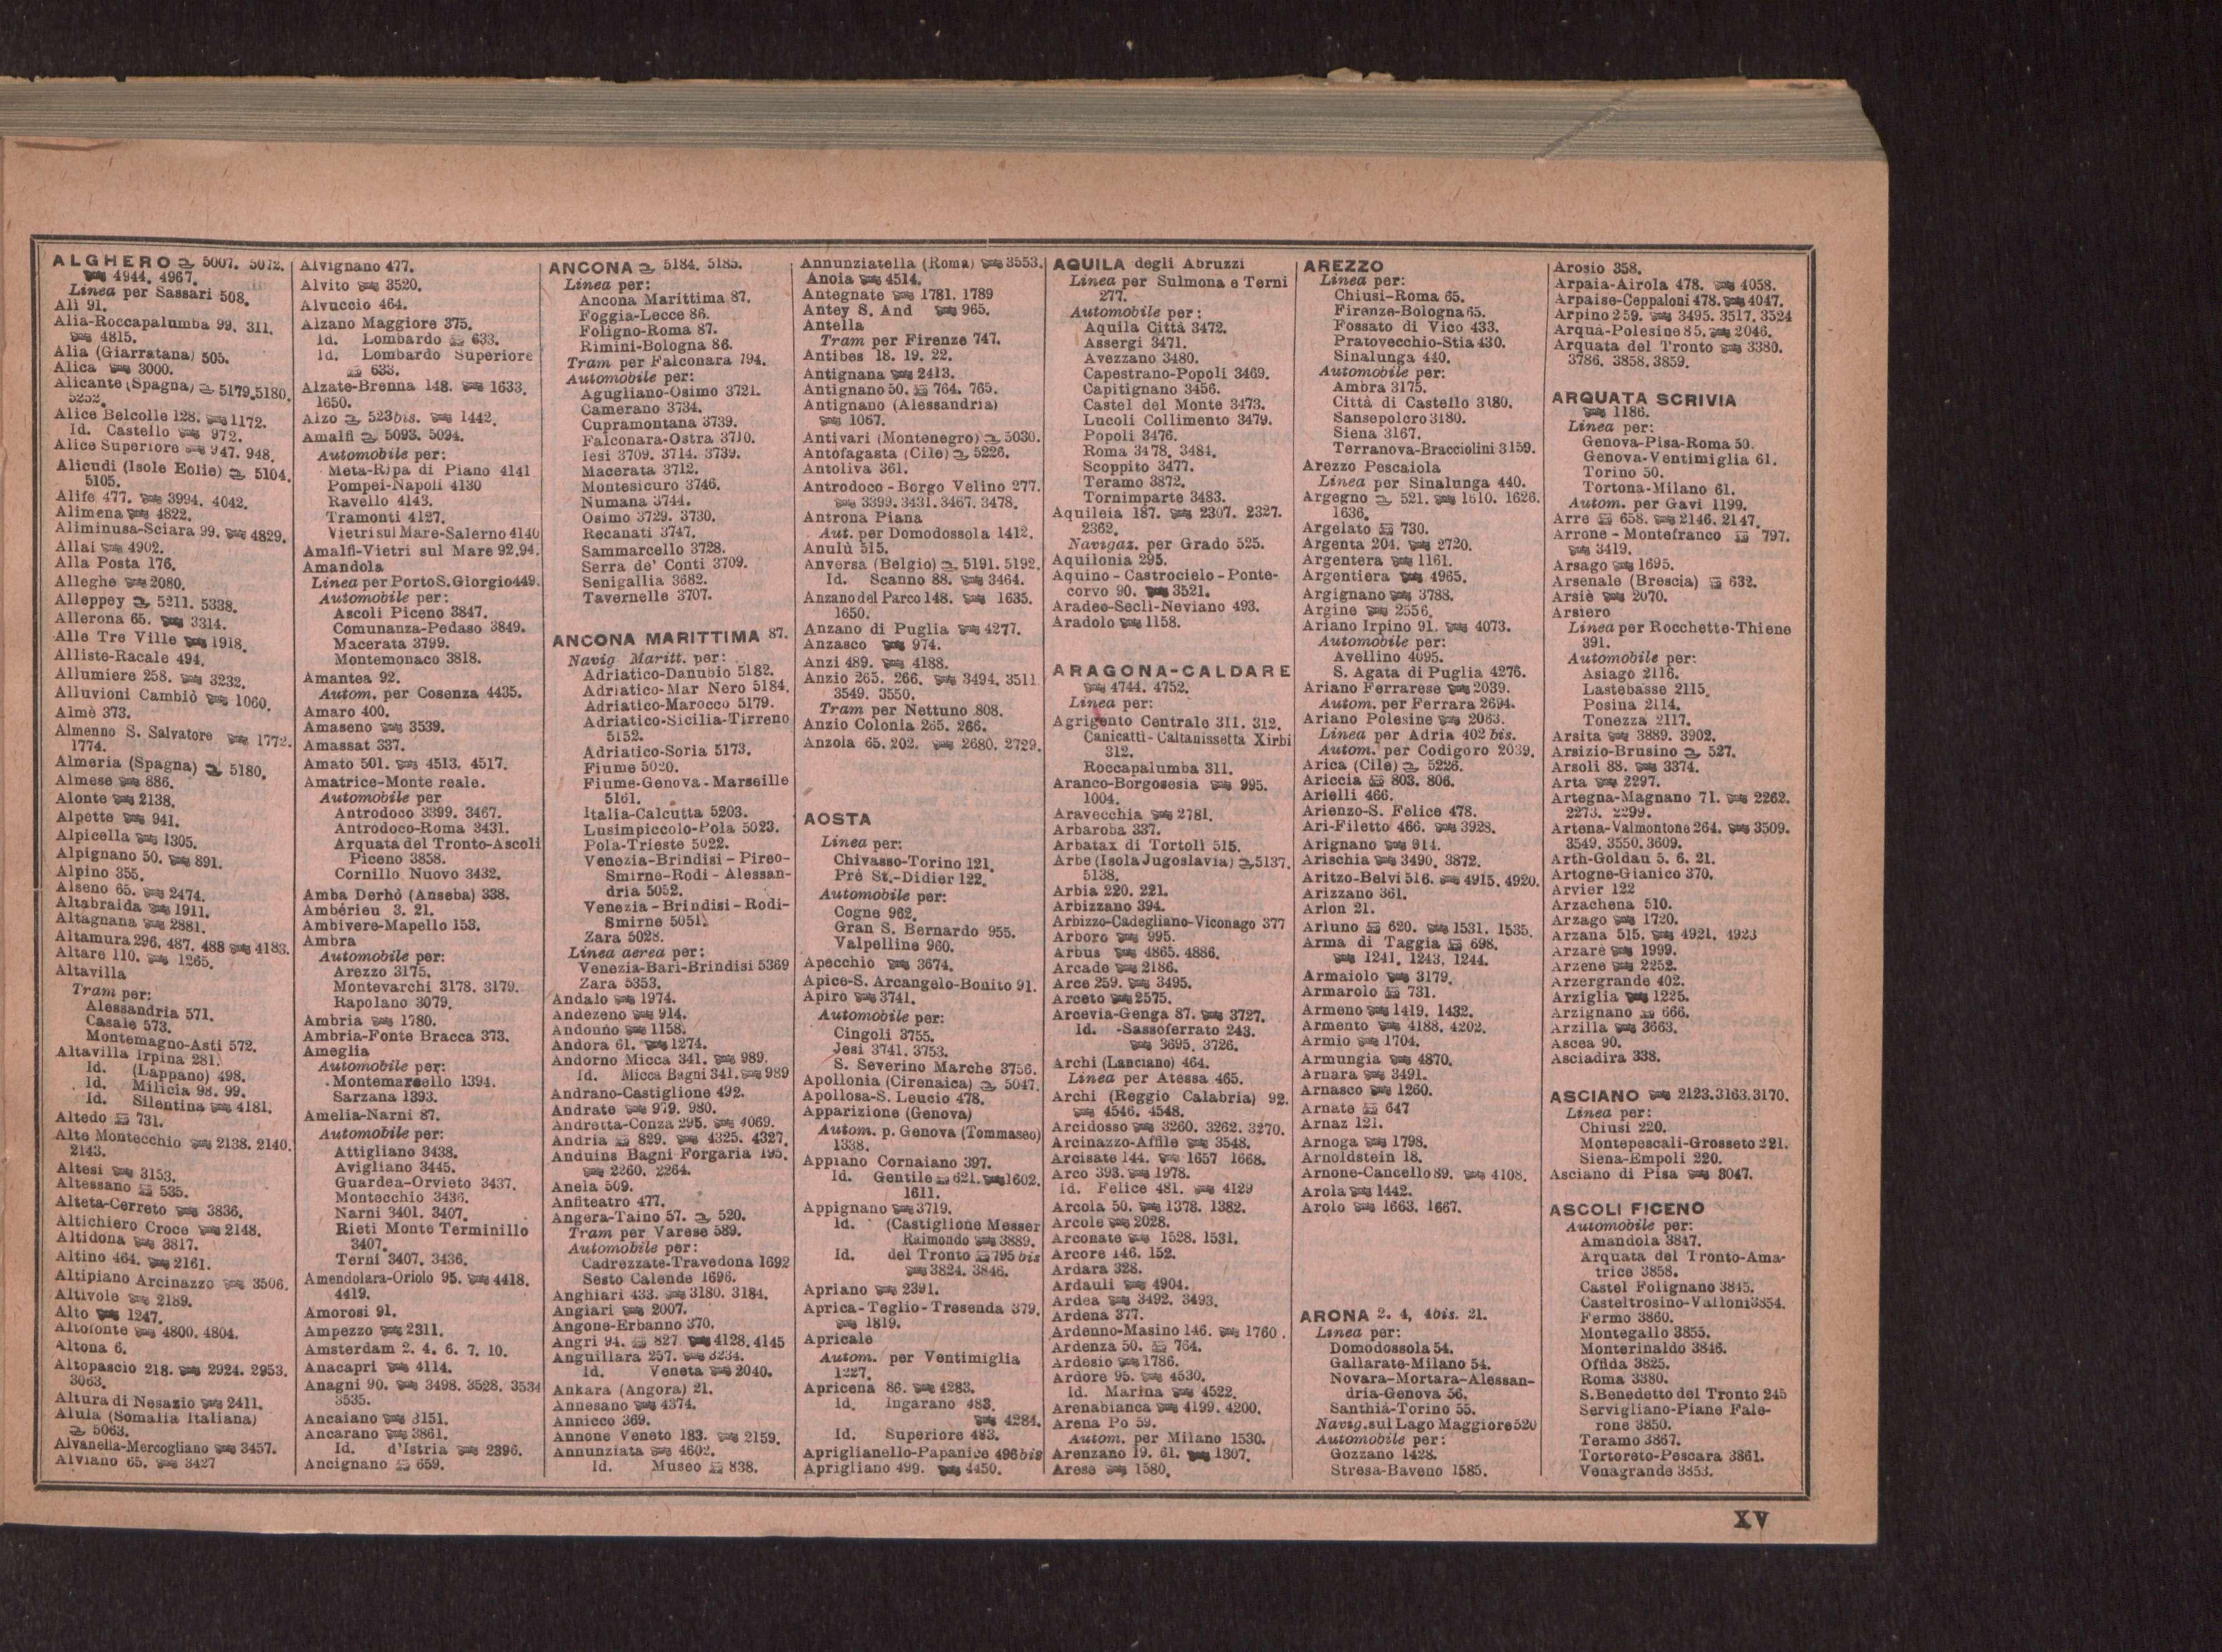 ALGHERO 5007. 5072.
4944. 4967.
Linea per Sassari 508.
Alì 91.
Alia-Roccapalumba 99. 311.
4815.
Alia (Giarratana) 505.
Alica 3000.
Alicante (Spagna) 5179.5180.
5252.
Alice Belcolle 128. 1172.
Id. Castello 972.
Alice Superiore 947. 948.
Alicudi (Isole Eolie) 5104.
5105.
Alife 477. 3994. 4042.
Alimena 4822.
Aliminusa-Sciara 99. 4829.
Allai 4902.
Alla Posta 176.
Alleghe 2080.
Alleppey 5211. 5338.
Allerona 65. 3314.
Alle Tre Ville 1918.
Alliste-Racale 494.
Allumiere 258. 3232.
Alluvioni Cambiò 1060.
Almè 373.
Almenno S. Salvatore 1772.
1774.
Almeria (Spagna) 5180.
Almese 886.
Alonte 2138.
Alpette 941.
Alpicella 1305.
Alpignano 50. 891.
Alpino 355.
Alseno 65. 2474.
Altabraida 1911.
Altagnana 2881.
Altamura 296. 487. 488 4183.
Altare 110. 1265.
Altavilla
Tram per:
Alessandria 571.
Casale 573.
Montemagno-Asti 572.
Altavilla Irpina 281.
Id. (Lappano) 498.
Id. Milicia 98. 99.
Id. Silentina 4181.
Altedo 731.
Alte Montecchio 2138. 2140.
2143.
Altesi 3153.
Altessano 535.
Alteta-Cerreto 3836.
Altichiero Croce 2148.
Altidona 3817.
Altino 464. 2161.
Altipiano Arcinazzo 3506.
Altivole 2189.
Alto 1247.
Altofonte 4800. 4804.
Altona 6.
Altopascio 218. 2924. 2953.
3063.
Altura di Nesazio 2411.
Alula (Somalia Italiana)
5063.
Alvanella-Mercogliano 3457.
Alviano 65. 3427
Alvignano 477.
Alvito 3520.
Alvuccio 464.
Alzano Maggiore 375.
Id. Lombardo 633.
Id. Lombardo Superiore
633.
Alzate-Brenna 148. 1633.
1650.
Alzo 523bis. 1442.
Amalfi 5093. 5094.
Automobile per:
Meta-Ripa di Piano 4141
Pompei-Napoli 4130
Ravello 4143.
Tramonti 4127.
Vietri sul Mare-Salerno 4140
Amalfi-Vietri sul Mare 92.94.
Amandola
Linea per Porto S.Giorgio 449.
Automobile per:
Ascoli Piceno 3847.
Comunanza-Pedaso 3849.
Macerata 3799.
Montemonaco 3818.
Amantea 92.
Autom. per Cosenza 4435.
Amaro 400.
Amaseno 3539.
Amassat 337.
Amato 501. 4513. 4517.
Amatrice-Monte reale.
Automobile per
Antrodoco 3399. 3467.
Antrodoco-Roma 3431.
Arquata del Tronto-Ascoli
Piceno 3858.
Cornillo Nuovo 3432.
Amba Derhò (Anseba) 338.
Ambérieu 3. 21.
Ambivere-Mapello 153.
Ambra
Automobile per:
Arezzo 3175.
Montevarchi 3178. 3179.
Rapolano 3079.
Ambria 1780.
Ambria-Fonte Bracca 373.
Ameglia
Automobile per:
Montemarcello 1394.
Sarzana 1393.
Amelia-Narni 87.
Automobile per:
Attigliano 3438.
Avigliano 3445.
Guardea-Orvieto 3437.
Montecchio 3436.
Narni 3401. 3407.
Rieti Monte Terminillo
3407.
Terni 3407. 3436.
Amendolara-Oriolo 95. 4418.
4419.
Amorosi 91.
Ampezzo 2311.
Amsterdam 2. 4. 6. 7. 10.
Anacapri 4114.
Anagni 90. 3498. 3528. 3534
3535.
Ancaiano 3151.
Ancarano 3861.
Id. d'Istria 2396.
Ancignano 659.
ANCONA 5184. 5185.
Linea per:
Ancona Marittima 87.
Foggia-Lecce 86.
Foligno-Roma 87.
Rimini-Bologna 86.
Tram per Falconara 794.
Automobile per:
Agugliano-Osimo 3721.
Camerano 3734.
Cupramontana 3739.
Falconara-Ostra 3710.
Iesi 3709. 3714. 3739.
Macerata 3712.
Montesicuro 3746.
Numana 3744.
Osimo 3729. 3730.
Recanati 3747.
Sammarcello 3728.
Serra de' Conti 3709.
Senigallia 3682.
Tavernelle 3707.
ANCONA MARITTIMA 87.
Navig Maritt. per:
Adriatico-Danubio 5182.
Adriatico-Mar Nero 5184.
Adriatico-Marocco 5179.
Adriatico-Sicilia-Tirreno
5152.
Adriatico-Soria 5173.
Fiume 5020.
Fiume-Genova-Marseille
5161.
Italia-Calcutta 5203.
Lusimpiccolo-Pola 5023.
Pola-Trieste 5022.
Venezia-Brindisi-Pireo-
Smirne-Rodi-Alessan-
dria 5052.
Venezia-Brindisi-Rodi-
Smirne 5051.
Zara 5028.
Linea aerea per:
Venezia-Bari-Brindisi 5369
Zara 5353.
Andalo 1974.
Andezeno 914.
Andonno 1158.
Andora 61. 1274.
Andorno Micca 341. 989.
Id. Micca Bagni 341. 989
Andrano-Castiglione 492.
Andrate 979. 980.
Andretta-Conza 295. 4069.
Andria 829. 4325. 4327.
Anduins Bagni Forgaria 195.
2260. 2264.
Anela 509.
Anfiteatro 477.
Angera-Taino 57. 520.
Tram per Varese 589.
Automobile per:
Cadrezzate-Travedona 1692
Sesto Calende 1696.
Anghiari 433. 3180. 3184.
Angiari 2007.
Angone-Erbanno 370.
Angri 94. 827. 4128.4145
Anguillara 257. 3234.
Id. Veneta 2040.
Ankara (Angora) 21.
Annesano 4374.
Annicco 369.
Annone Veneto 183. 2159.
Annunziata 4602.
Id. Museo 838.
Annunziatella (Roma) 3553.
Anoia 4514.
Antegnate 1781. 1789
Antey S. And 965.
Antella
Tram per Firenze 747.
Antibes 18. 19. 22.
Antignana 2413.
Antignano 50. 764. 765.
Antignano (Alessandria)
1067.
Antivari (Montenegro) 5030.
Antofagasta (Cile) 5226.
Antoliva 361.
Antrodoco-Borgo Velino 277.
3399.3431.3467.3478.
Antrona Piana
Aut. per Domodossola 1412.
Anulù 515.
Anversa (Belgio) 5191. 5192.
Id. Scanno 88. 3464.
Anzano del Parco 148. 1635.
1650.
Anzano di Puglia 4277.
Anzasco 974.
Anzi 489. 4188.
Anzio 265. 266. 3494. 3511
3549. 3550.
Tram per Nettuno 808.
Anzio Colonia 265. 266.
Anzola 65. 202. 2680. 2729.
AOSTA
Linea per:
Chivasso-Torino 121.
Pré St.-Didier 122.
Automobile per:
Cogne 962.
Gran S. Bernardo 955.
Valpelline 960.
Apecchio 3674.
Apice-S. Arcangelo-Bonito 91.
Apiro 3741.
Automobile per:
Cingoli 3755.
Jesi 3741. 3753.
S. Severino Marche 3756.
Apollonia (Cirenaica) 5047.
Apollosa-S. Leucio 478.
Apparizione (Genova)
Autom. p. Genova (Tommaseo)
1338.
Appiano Cornaiano 397.
Id. Gentile 621. 1602.
1611.
Appignano 3719.
Id. (Castiglione Messer
Raimondo 3889.
Id. del Tronto 795 bis
3824. 3846.
Apriano 2391.
Aprica-Teglio-Tresenda 379.
1819.
Apricale
Autom. per Ventimiglia
1227.
Apricena 86. 4283.
Id. Ingarano 483.
4284.
Id. Superiore 483.
Apriglianello-Papanice 496bis
Aprigliano 499. 4450.
AQUILA degli Abruzzi
Linea per Sulmona e Terni
277.
Automobile per:
Aquila Città 3472.
Assergi 3471.
Avezzano 3480.
Capestrano-Popoli 3469.
Capitignano 3456.
Castel del Monte 3473.
Lucoli Collimento 3479.
Popoli 3476.
Roma 3478. 3484.
Scoppito 3477.
Teramo 3872.
Tornimparte 3483.
Aquileia 187. 2307. 2327.
2362.
Navigaz. per Grado 525.
Aquilonia 295.
Aquino-Castrocielo-Ponte-
corvo 90. 3521.
Aradeo-Seclì-Neviano 493.
Aradolo 1158.
ARAGONA-CALDARE
4744. 4752.
Linea per:
Agrigento Centrale 311. 312.
Canicatti-Caltanissetta Xirbi
312.
Roccapalumba 311.
Aranco-Borgosesia 995.
1004.
Aravecchia 2781.
Arbaroba 337.
Arbatax di Tortolì 515.
Arbe (Isola Jugoslavia) 5137.
5138.
Arbia 220. 221.
Arbizzano 394.
Arbizzo-Cadegliano-Viconago 377
Arboro 995.
Arbus 4865. 4886.
Arcade 2186.
Arce 259. 3495.
Arceto 2575.
Arcevia-Genga 87. 3727.
Id. -Sassoferrato 243.
3695. 3726.
Archi (Lanciano) 464.
Linea per Atessa 465.
Archi (Reggio Calabria) 92.
4546. 4548.
Arcidosso 3260. 3262. 3270.
Arcinazzo-Affile 3548.
Arcisate 144. 1657 1668.
Arco 393. 1978.
Id. Felice 481. 4129
Arcola 50. 1378. 1382.
Arcole 2028.
Arconate 1528. 1531.
Arcore 146. 152.
Ardara 328.
Ardauli 4904.
Ardea 3492. 3493.
Ardena 377.
Ardenno-Masino 146. 1760.
Ardenza 50. 764.
Ardesio 1786.
Ardore 95. 4530.
Id. Marina 4522.
Arenabianca 4199. 4200.
Arena Po 59.
Autom. per Milano 1530.
Arenzano 19. 61. 1307.
Arese 1580.
AREZZO
Linea per:
Chiusi-Roma 65.
Firenze-Bologna 65.
Fossato di Vico 433.
Pratovecchio-Stia 430.
Sinalunga 440.
Automobile per:
Ambra 3175.
Città di Castello 3180.
Sansepolcro 3180.
Siena 3167.
Terranova-Bracciolini 3159.
Arezzo Pescaiola
Linea per Sinalunga 440.
Argegno 521. 1610. 1626.
1636.
Argelato 730.
Argenta 204. 2720.
Argentera 1161.
Argentiera 4965.
Argignano 3788.
Argine 2556.
Ariano Irpino 91. 4073.
Automobile per:
Avellino 4095.
S. Agata di Puglia 4276.
Ariano Ferrarese 2039.
Autom. per Ferrara 2694.
Ariano Polesine 2063.
Linea per Adria 402 bis.
Autom. per Codigoro 2039.
Arica (Cile) 5226.
Ariccia 803. 806.
Arielli 466.
Arienzo-S. Felice 478.
Ari-Filetto 466. 3928.
Arignano 914.
Arischia 3490. 3872.
Aritzo-Belvì 516. 4915. 4920.
Arizzano 361.
Arlon 21.
Arluno 620. 1531. 1535.
Arma di Taggia 698.
1241. 1243. 1244.
Armaiolo 3179.
Armarolo 731.
Armeno 1419. 1432.
Armento 4188. 4202.
Armio 1704.
Armungia 4870.
Arnara 3491.
Arnasco 1260.
Arnate 647
Arnaz 121.
Arnoga 1798.
Arnoldstein 18.
Arnone-Cancello 89. 4108.
Arola 1442.
Arolo 1663. 1667.
ARONA 2. 4, 4bis. 21.
Linea per:
Domodossola 54.
Gallarate-Milano 54.
Novara-Mortara-Alessan-
dria-Genova 56.
Santhià-Torino 55.
Navig. sul Lago Maggiore 520
Automobile per:
Gozzano 1428.
Stresa-Baveno 1585.
Arosio 358.
Arpaia-Airola 478. 4058.
Arpaise-Ceppaloni 478. 4047.
Arpino 259. 3495. 3517. 3524
Arquà-Polesine 85. 2046.
Arquata del Tronto 3380.
3786. 3858. 3859.
ARQUATA SCRIVIA
1186.
Linea per:
Genova-Pisa-Roma 50.
Genova-Ventimiglia 61.
Torino 50.
Tortona-Milano 61.
Autom. per Gavi 1199.
Arre 658. 2146. 2147.
Arrone-Montefranco 797.
3419.
Arsago 1695.
Arsenale (Brescia) 632.
Arsiè 2070.
Arsiero
Linea per Rocchette-Thiene
391.
Automobile per:
Asiago 2116.
Lastebasse 2115.
Posina 2114.
Tonezza 2117.
Arsita 3889. 3902.
Arsizio-Brusino 527.
Arsoli 88. 3374.
Arta 2297.
Artegna-Magnano 71. 2262.
2273. 2299.
Artena-Valmontone 264. 3509.
3549. 3550. 3609.
Arth-Goldau 5. 6. 21.
Artogne-Gianico 370.
Arvier 122
Arzachena 510.
Arzago 1720.
Arzana 515. 4921. 4923
Arzarè 1999.
Arzene 2252.
Arzergrande 402.
Arziglia 1225.
Arzignano 666.
Arzilla 3663.
Ascea 90.
Asciadira 338.
ASCIANO 2123.3163.3170.
Linea per:
Chiusi 220.
Montepescali-Grosseto 221.
Siena-Empoli 220.
Asciano di Pisa 3047.
ASCOLI PICENO
Automobile per:
Amandola 3847.
Arquata del Tronto-Ama-
trice 3858.
Castel Folignano 3845.
Casteltrosino-Valloni 3854.
Fermo 3860.
Montegallo 3855.
Monterinaldo 3846.
Offida 3825.
Roma 3380.
S.Benedetto del Tronto 245
Servigliano-Piane Fale-
rone 3850.
Teramo 3867.
Tortoreto-Pescara 3861.
Venagrande 3853.
XV